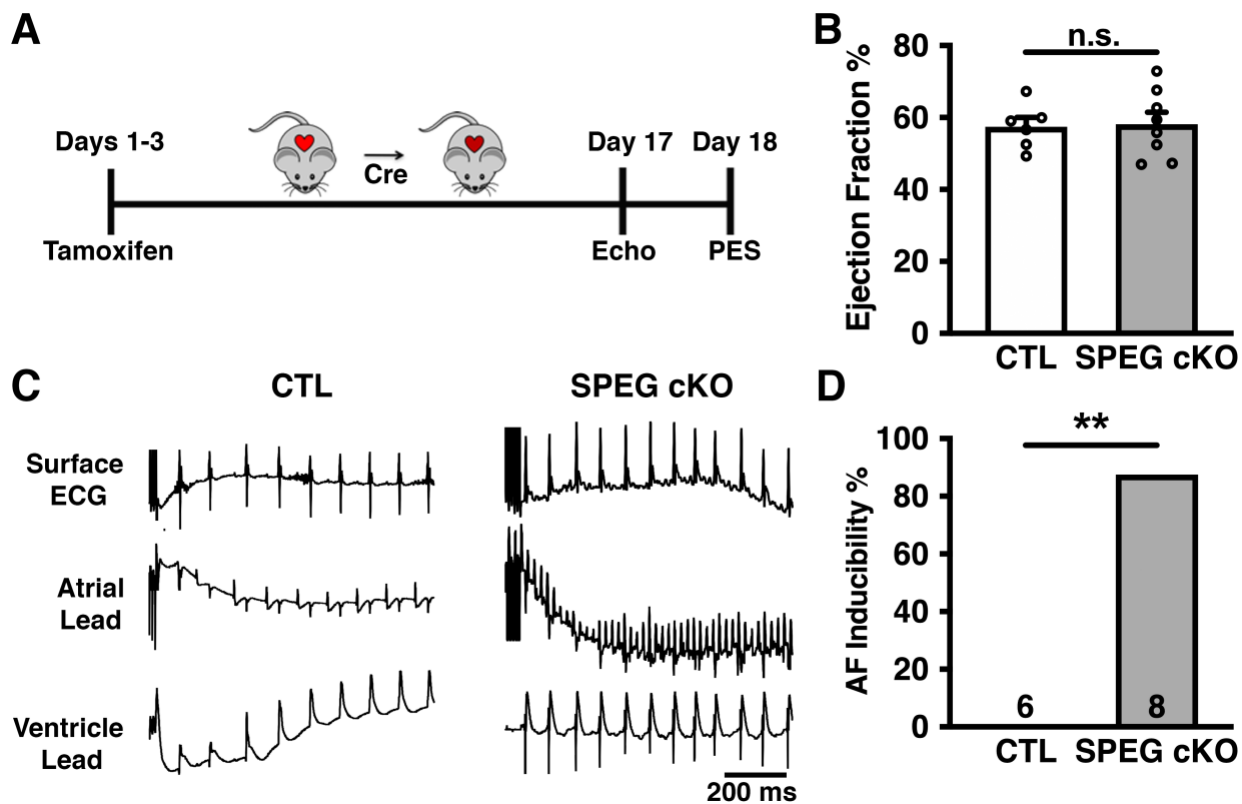 A
Days 1-3
Day 17 Day 18
Cre
Tamoxifen
Echo
PES
B
n.s.
Ejection Fraction %
80
60
40
20
0
CTL SPEG cKO
C
CTL
SPEG cKO
Surface
ECG
Atrial
Lead
Ventricle
Lead
200 ms
D
**
AF Inducibility %
100
80
60
40
20
0
6
8
CTL SPEG cKO